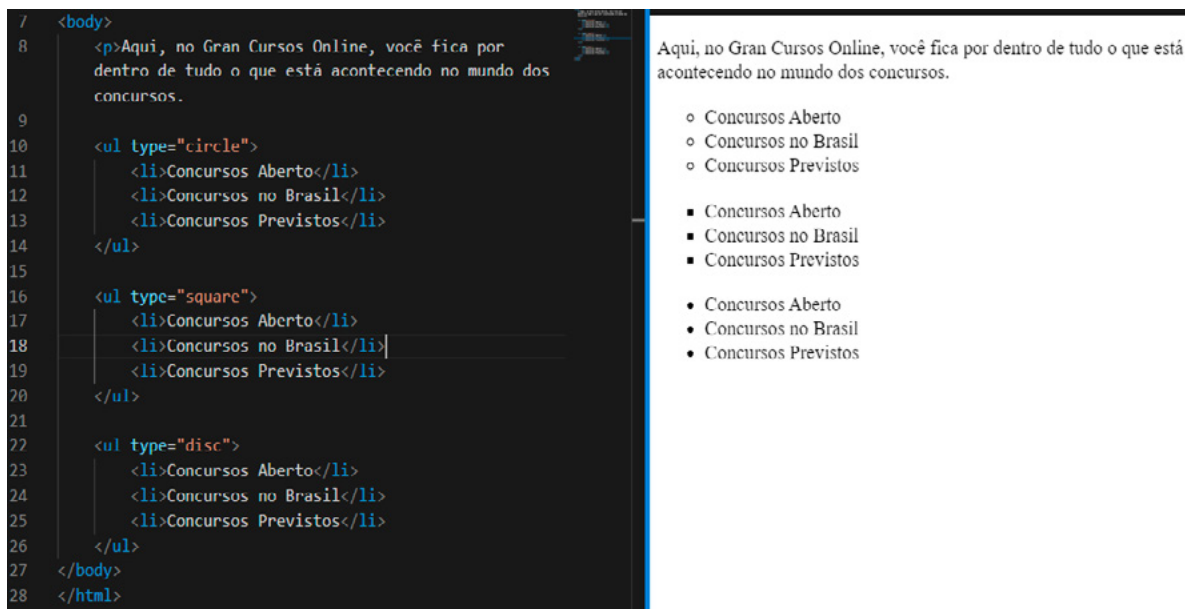 7 <body>
8 <p>Aqui, no Gran Cursos Online, você fica por
dentro de tudo o que está acontecendo no mundo dos
concursos.
9
10 <ul type="circle">
11 <li>Concursos Aberto</li>
12 <li>Concursos no Brasil</li>
13 <li>Concursos Previstos</li>
14 </ul>
15
16 <ul type="square">
17 <li>Concursos Aberto</li>
18 <li>Concursos no Brasil</li>
19 <li>Concursos Previstos</li>
20 </ul>
21
22 <ul type="disc">
23 <li>Concursos Aberto</li>
24 <li>Concursos no Brasil</li>
25 <li>Concursos Previstos</li>
26 </ul>
27 </body>
28 </html>
Aqui, no Gran Cursos Online, você fica por dentro de tudo o que está
acontecendo no mundo dos concursos.
Concursos Aberto
Concursos no Brasil
Concursos Previstos
Concursos Aberto
Concursos no Brasil
Concursos Previstos
Concursos Aberto
Concursos no Brasil
Concursos Previstos